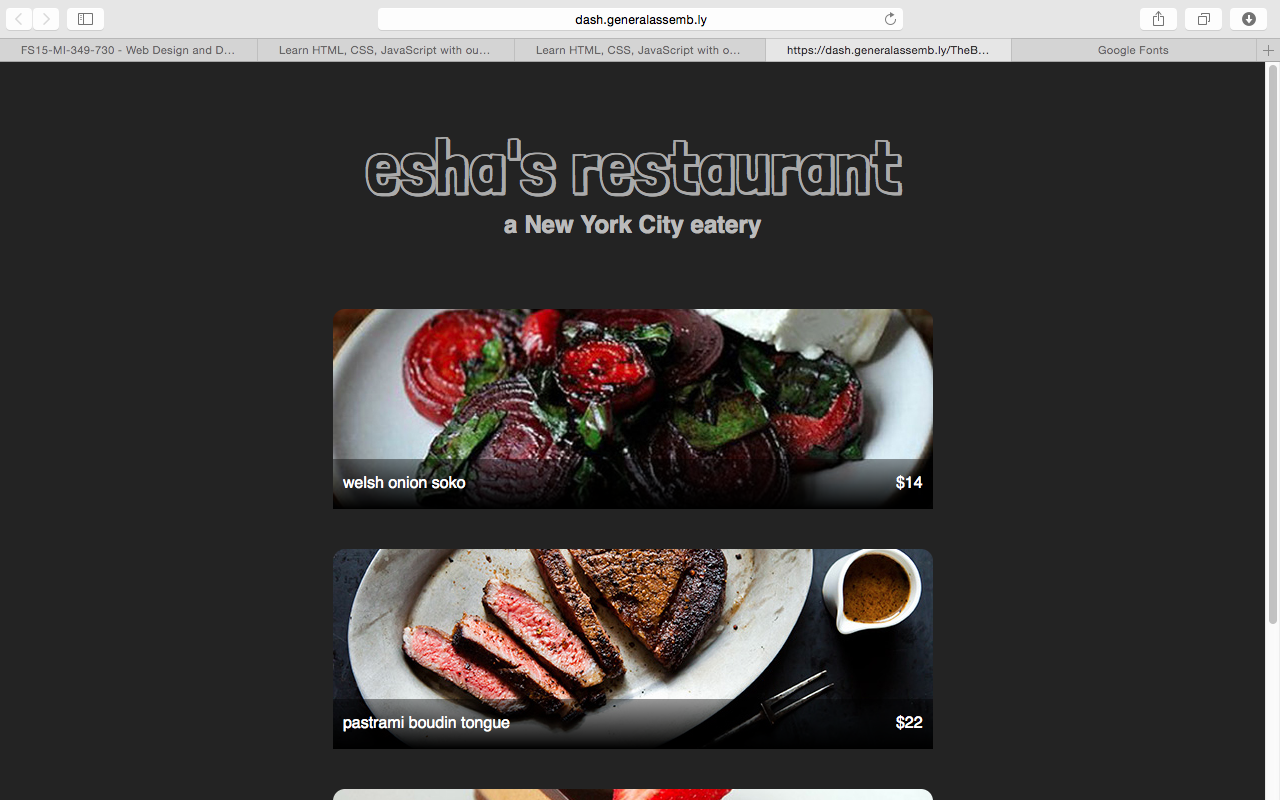 dash.generalassemb.ly
FS15-MI-349-730 - Web Design and D...
Learn HTML, CSS, JavaScript with ou...
Learn HTML, CSS, JavaScript with o...
https://dash.generalassemb.ly/TheB...
Google Fonts
esha's restaurant
a New York City eatery
welsh onion soko $14
pastrami boudin tongue $22